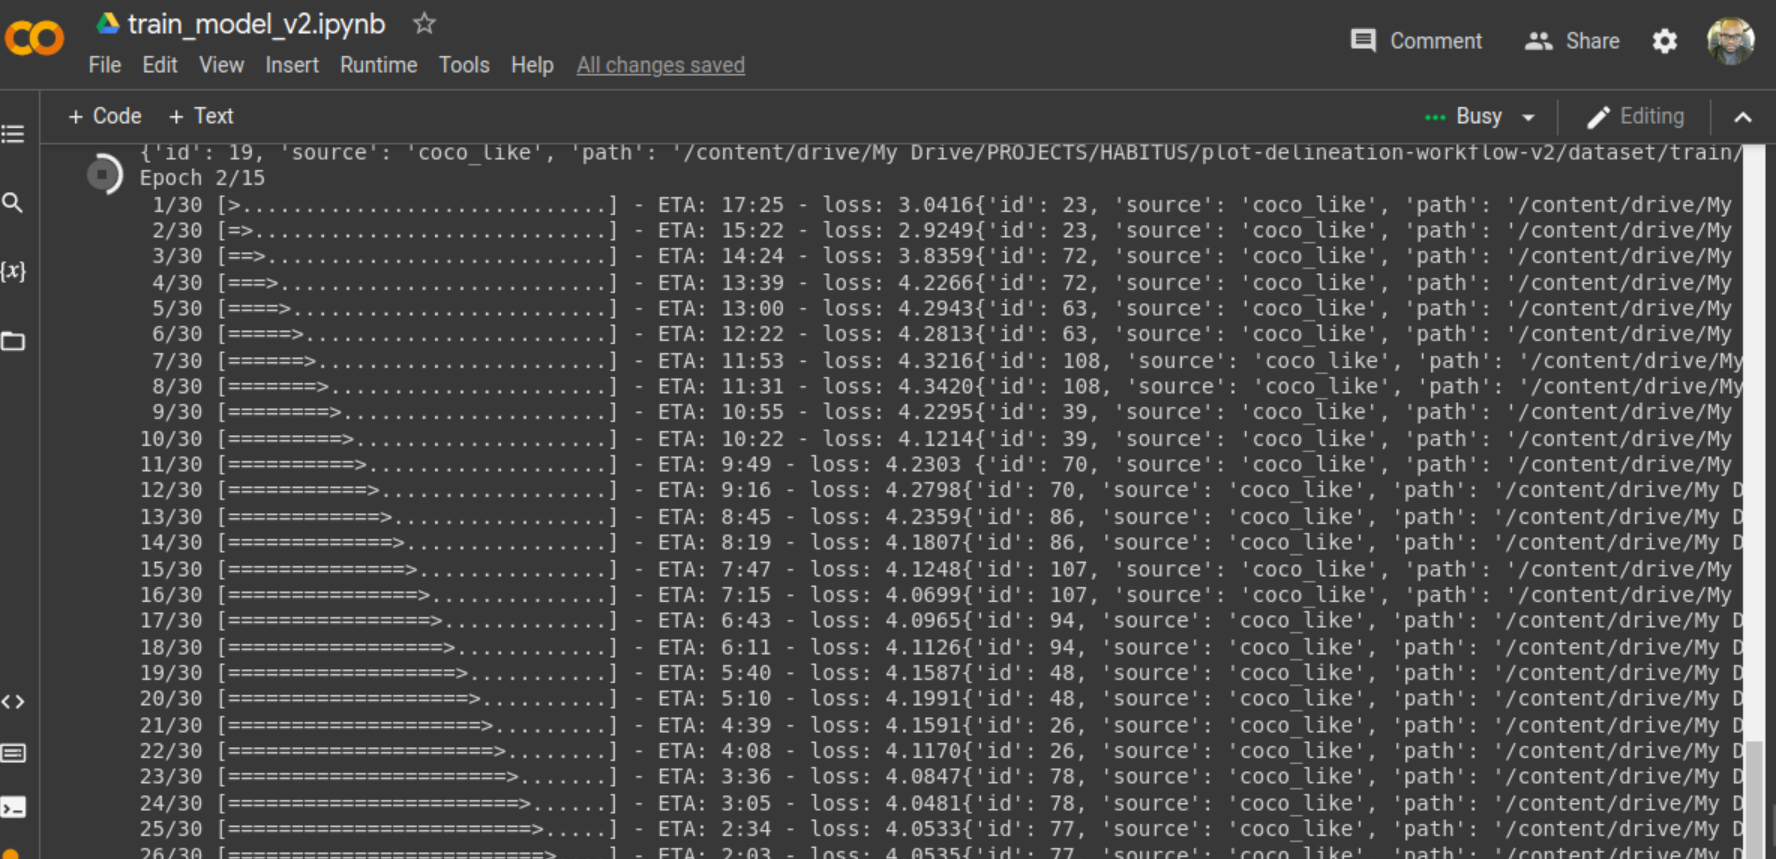 train_model_v2.ipynb
Comment Share
File Edit View Insert Runtime Tools Help All changes saved
+ Code + Text Busy Editing
{'id': 19, 'source': 'coco_like', 'path': '/content/drive/My Drive/PROJECTS/HABITUS/plot-delineation-workflow-v2/dataset/train/
Epoch 2/15
1/30 [>..............................] - ETA: 17:25 - loss: 3.0416{'id': 23, 'source': 'coco_like', 'path': '/content/drive/My
2/30 [=>............................] - ETA: 15:22 - loss: 2.9249{'id': 23, 'source': 'coco_like', 'path': '/content/drive/My
{x} 3/30 [==>...........................] - ETA: 14:24 - loss: 3.8359{'id': 72, 'source': 'coco_like', 'path': '/content/drive/My
4/30 [===>..........................] - ETA: 13:39 - loss: 4.2266{'id': 72, 'source': 'coco_like', 'path': '/content/drive/My
5/30 [====>.........................] - ETA: 13:00 - loss: 4.2943{'id': 63, 'source': 'coco_like', 'path': '/content/drive/My
6/30 [=====>........................] - ETA: 12:22 - loss: 4.2813{'id': 63, 'source': 'coco_like', 'path': '/content/drive/My
7/30 [======>.......................] - ETA: 11:53 - loss: 4.3216{'id': 108, 'source': 'coco_like', 'path': '/content/drive/My
8/30 [=======>......................] - ETA: 11:31 - loss: 4.3420{'id': 108, 'source': 'coco_like', 'path': '/content/drive/My
9/30 [========>.....................] - ETA: 10:55 - loss: 4.2295{'id': 39, 'source': 'coco_like', 'path': '/content/drive/My
10/30 [=========>....................] - ETA: 10:22 - loss: 4.1214{'id': 39, 'source': 'coco_like', 'path': '/content/drive/My
11/30 [==========>...................] - ETA: 9:49 - loss: 4.2303 {'id': 70, 'source': 'coco_like', 'path': '/content/drive/My
12/30 [===========>..................] - ETA: 9:16 - loss: 4.2798{'id': 70, 'source': 'coco_like', 'path': '/content/drive/My D
13/30 [============>.................] - ETA: 8:45 - loss: 4.2359{'id': 86, 'source': 'coco_like', 'path': '/content/drive/My D
14/30 [=============>................] - ETA: 8:19 - loss: 4.1807{'id': 86, 'source': 'coco_like', 'path': '/content/drive/My D
15/30 [==============>...............] - ETA: 7:47 - loss: 4.1248{'id': 107, 'source': 'coco_like', 'path': '/content/drive/My
16/30 [===============>..............] - ETA: 7:15 - loss: 4.0699{'id': 107, 'source': 'coco_like', 'path': '/content/drive/My
17/30 [================>.............] - ETA: 6:43 - loss: 4.0965{'id': 94, 'source': 'coco_like', 'path': '/content/drive/My D
18/30 [=================>............] - ETA: 6:11 - loss: 4.1126{'id': 94, 'source': 'coco_like', 'path': '/content/drive/My D
19/30 [==================>...........] - ETA: 5:40 - loss: 4.1587{'id': 48, 'source': 'coco_like', 'path': '/content/drive/My D
20/30 [===================>..........] - ETA: 5:10 - loss: 4.1991{'id': 48, 'source': 'coco_like', 'path': '/content/drive/My D
21/30 [====================>.........] - ETA: 4:39 - loss: 4.1591{'id': 26, 'source': 'coco_like', 'path': '/content/drive/My D
22/30 [=====================>........] - ETA: 4:08 - loss: 4.1170{'id': 26, 'source': 'coco_like', 'path': '/content/drive/My D
23/30 [======================>.......] - ETA: 3:36 - loss: 4.0847{'id': 78, 'source': 'coco_like', 'path': '/content/drive/My D
24/30 [=======================>......] - ETA: 3:05 - loss: 4.0481{'id': 78, 'source': 'coco_like', 'path': '/content/drive/My D
25/30 [========================>.....] - ETA: 2:34 - loss: 4.0533{'id': 77, 'source': 'coco_like', 'path': '/content/drive/My D
26/30 [=========================>....] - ETA: 2:03 - loss: 4.0535{'id': 77, 'source': 'coco_like', 'path': '/content/drive/My D